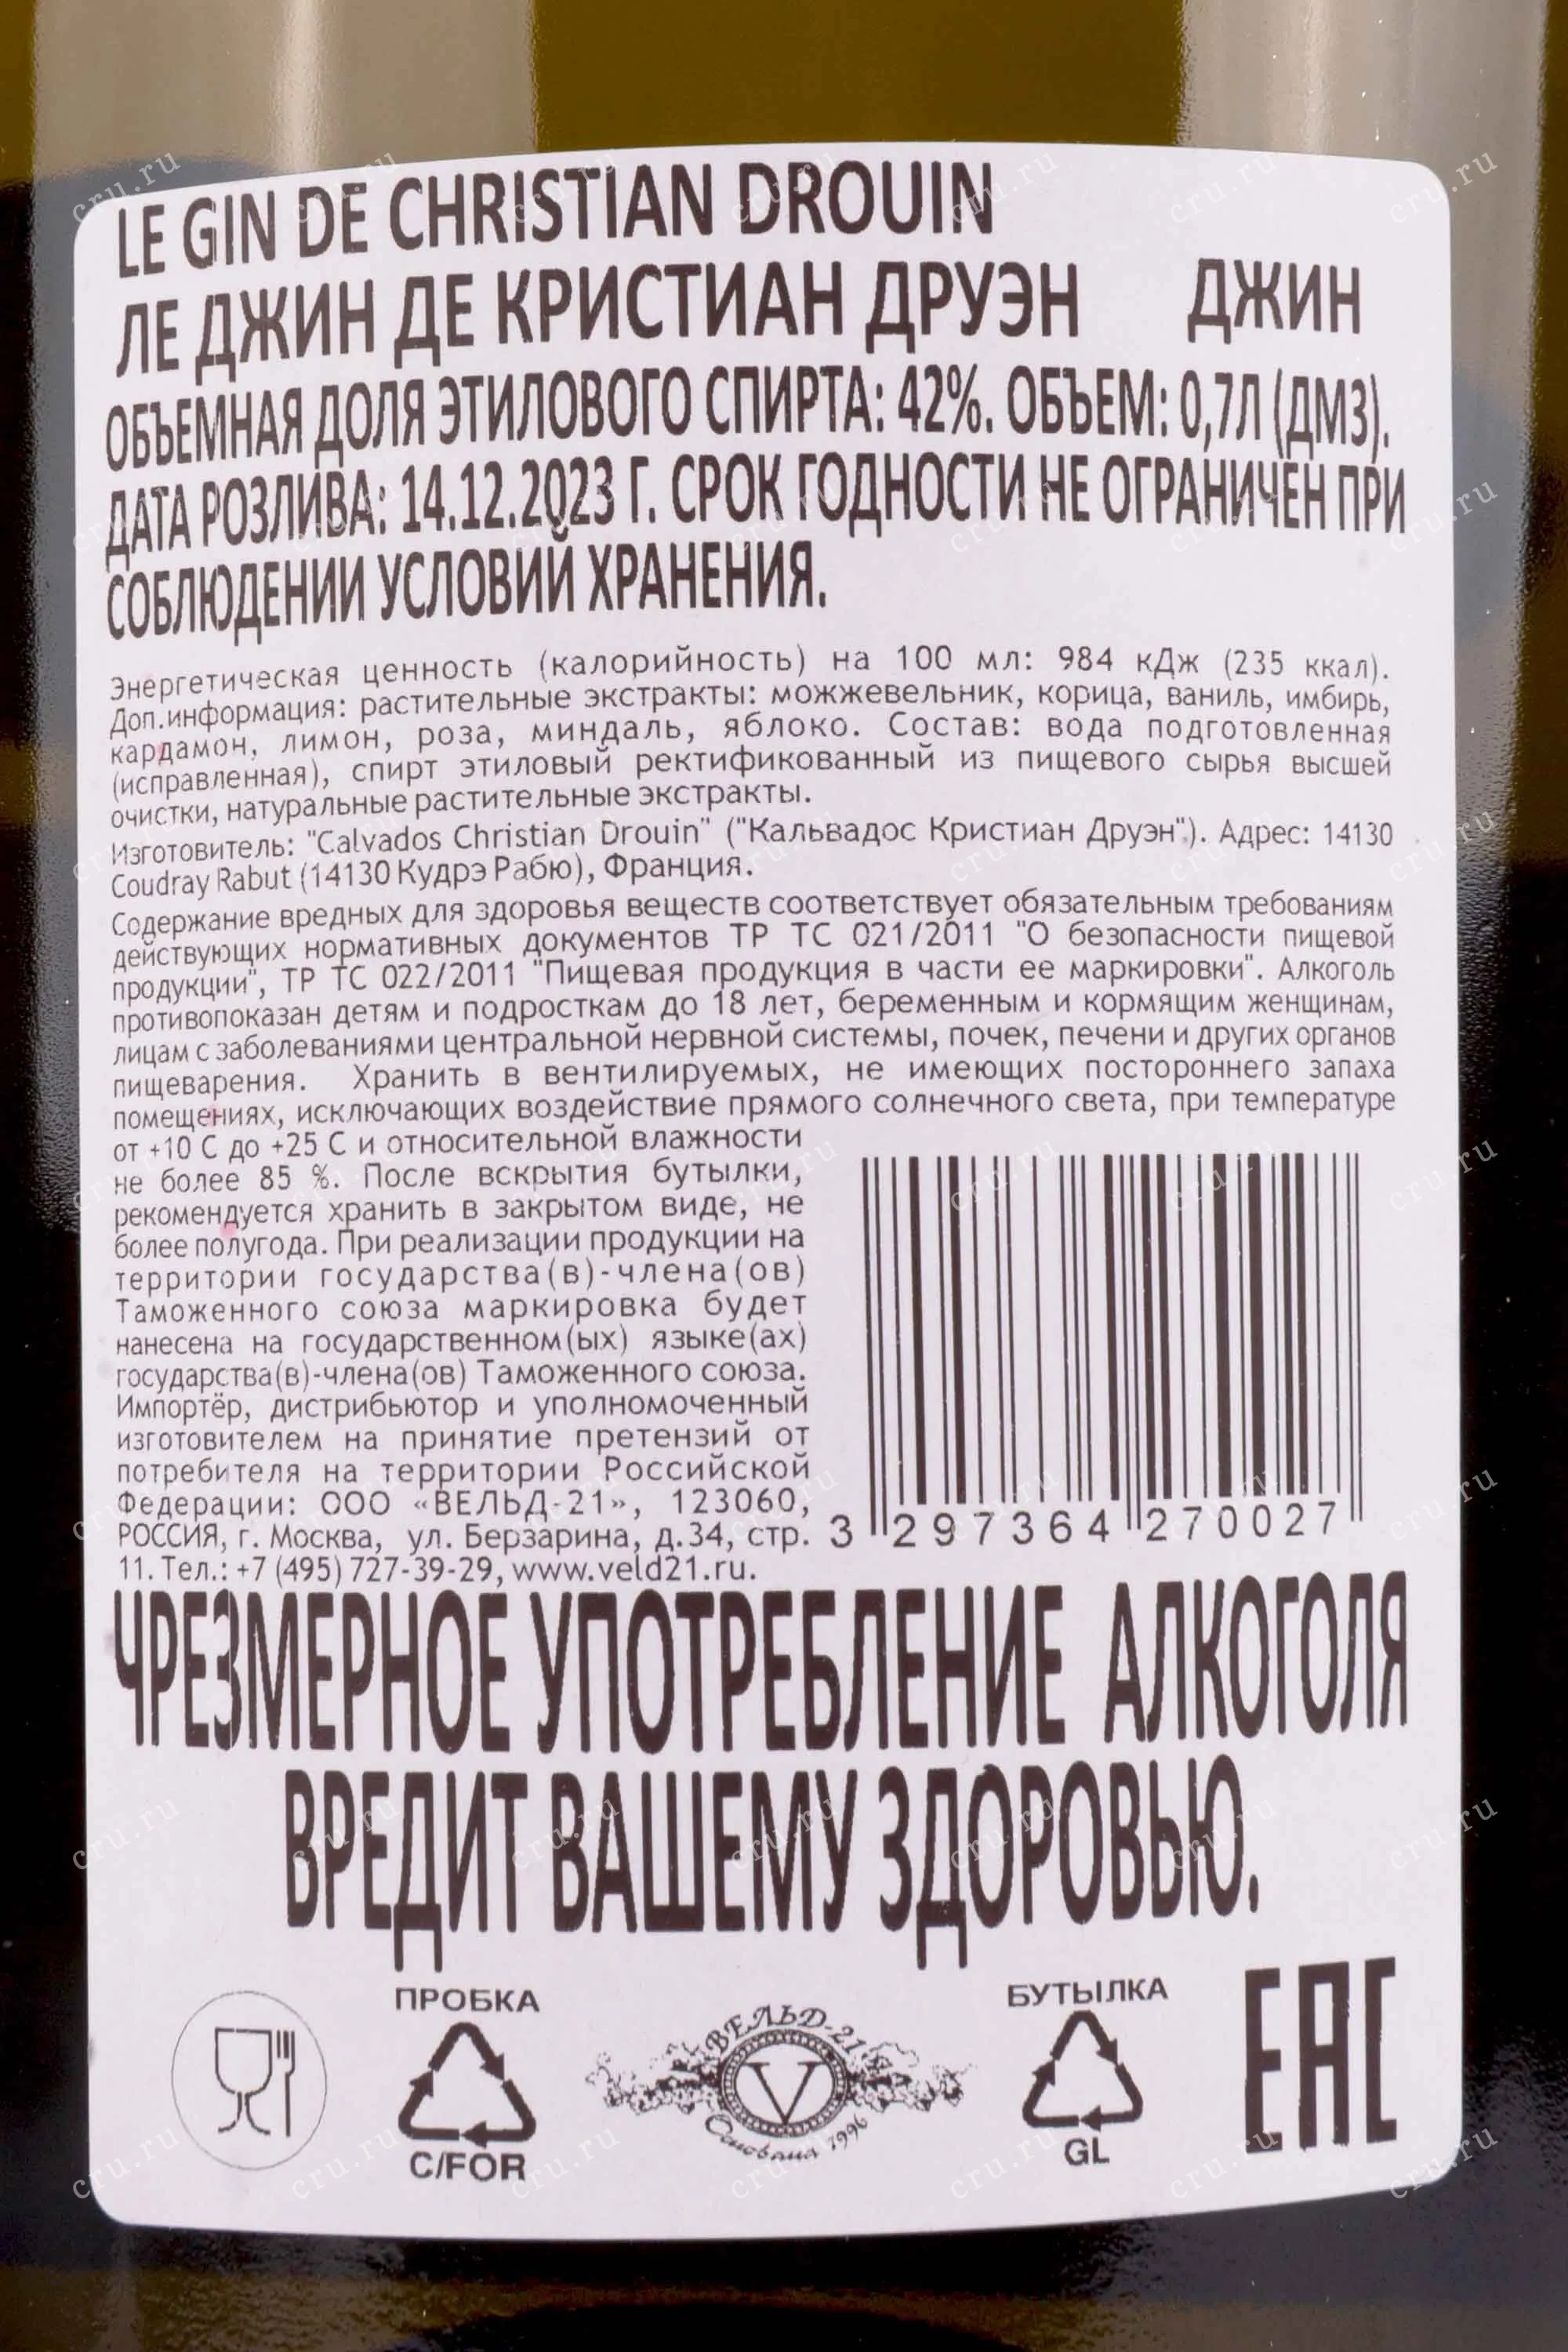 LE GIN DE CHRISTIAN DROUIN
ЛЕ ДЖИН ДЕ КРИСТИАН ДРУЭН ДЖИН
ОБЪЕМНАЯ ДОЛЯ ЭТИЛОВОГО СПИРТА: 42%. ОБЪЕМ: 0,7Л (ДМ3).
ДАТА РОЗЛИВА: 14.12.2023 Г. СРОК ГОДНОСТИ НЕ ОГРАНИЧЕН ПРИ
СОБЛЮДЕНИИ УСЛОВИЙ ХРАНЕНИЯ.
Энергетическая ценность (калорийность) на 100 мл: 984 кДж (235 ккал).
Доп.информация: растительные экстракты: можжевельник, корица, ваниль, имбирь,
кардамон, лимон, роза, миндаль, яблоко. Состав: вода подготовленная
(исправленная), спирт этиловый ректификованный из пищевого сырья высшей
очистки, натуральные растительные экстракты.
Изготовитель: "Calvados Christian Drouin" ("Кальвадос Кристиан Друэн"). Адрес: 14130
Coudray Rabut (14130 Кудрэ Рабю), Франция.
Содержание вредных для здоровья веществ соответствует обязательным требованиям
действующих нормативных документов ТР ТС 021/2011 "О безопасности пищевой
продукции", ТР ТС 022/2011 "Пищевая продукция в части ее маркировки". Алкоголь
противопоказан детям и подросткам до 18 лет, беременным и кормящим женщинам,
лицам с заболеваниями центральной нервной системы, почек, печени и других органов
пищеварения. Хранить в вентилируемых, не имеющих постороннего запаха
помещениях, исключающих воздействие прямого солнечного света, при температуре
от +10 С до +25 С и относительной влажности
не более 85 %. После вскрытия бутылки,
рекомендуется хранить в закрытом виде, не
более полугода. При реализации продукции на
территории государства(в)-члена(ов)
Таможенного союза маркировка будет
нанесена на государственном(ых) языке(ах)
государства(в)-члена(ов) Таможенного союза.
Импортёр, дистрибьютор и уполномоченный
изготовителем на принятие претензий от
потребителя на территории Российской
Федерации: ООО «ВЕЛЬД-21», 123060,
РОССИЯ, г. Москва, ул. Берзарина, д.34, стр.
11. Тел.: +7 (495) 727-39-29, www.veld21.ru.
3 297364 270027
ЧРЕЗМЕРНОЕ УПОТРЕБЛЕНИЕ АЛКОГОЛЯ
ВРЕДИТ ВАШЕМУ ЗДОРОВЬЮ.
ПРОБКА
C/FOR
ВЕЛЬД-21
V
Основана 1996
БУТЫЛКА
GL
EAC
cru.ru